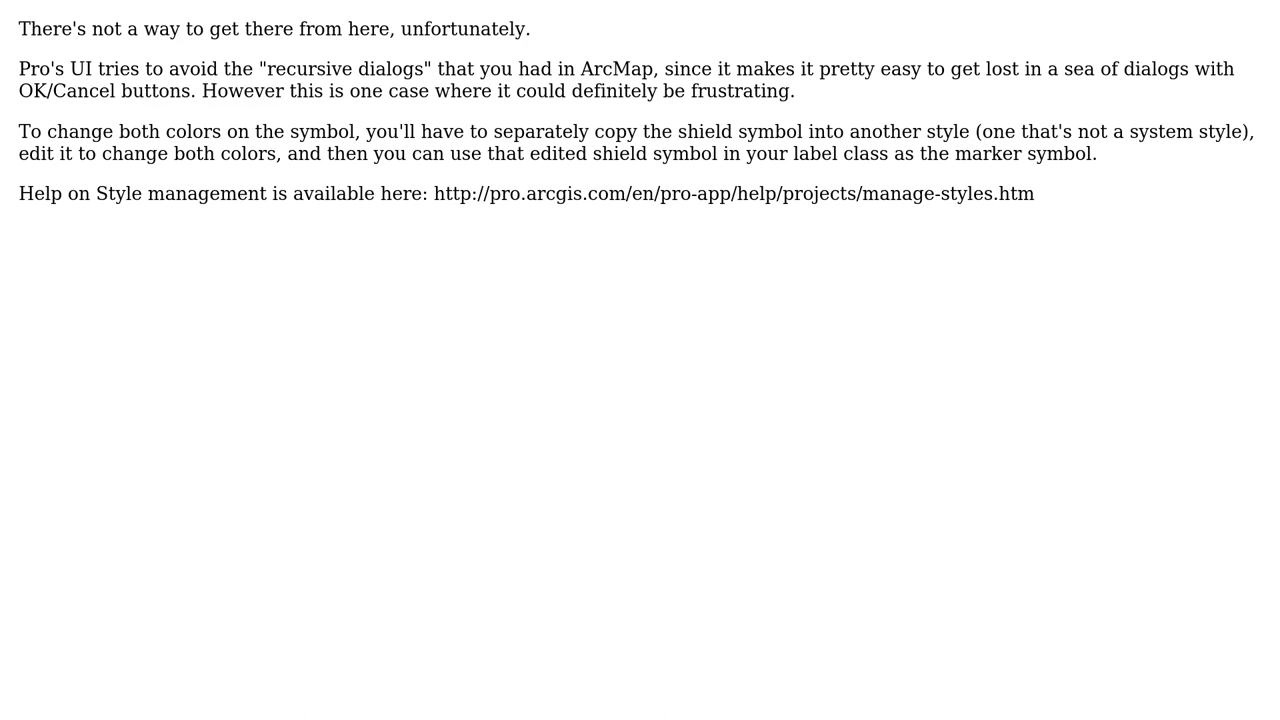 There's not a way to get there from here, unfortunately.
Pro's UI tries to avoid the "recursive dialogs" that you had in ArcMap, since it makes it pretty easy to get lost in a sea of dialogs with
OK/Cancel buttons. However this is one case where it could definitely be frustrating.
To change both colors on the symbol, you'll have to separately copy the shield symbol into another style (one that's not a system style),
edit it to change both colors, and then you can use that edited shield symbol in your label class as the marker symbol.
Help on Style management is available here: http://pro.arcgis.com/en/pro-app/help/projects/manage-styles.htm